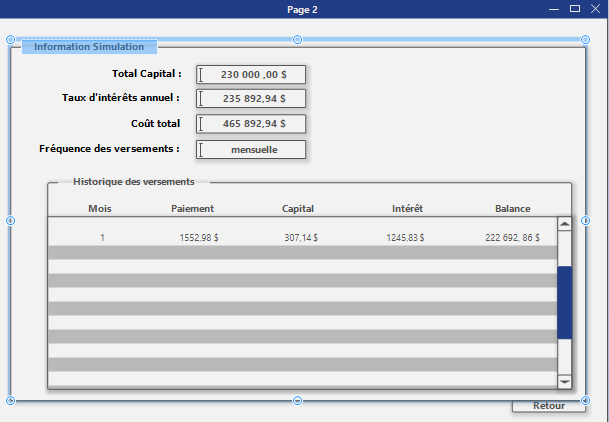 Page 2
Information Simulation
Total Capital : 230 000 ,00 $
Taux d'intérêts annuel : 235 892,94 $
Coût total 465 892,94 $
Fréquence des versements : mensuelle
Historique des versements
Mois Paiement Capital Intérêt Balance
1 1552,98 $ 307,14 $ 1245,83 $ 222 692, 86 $
Retour